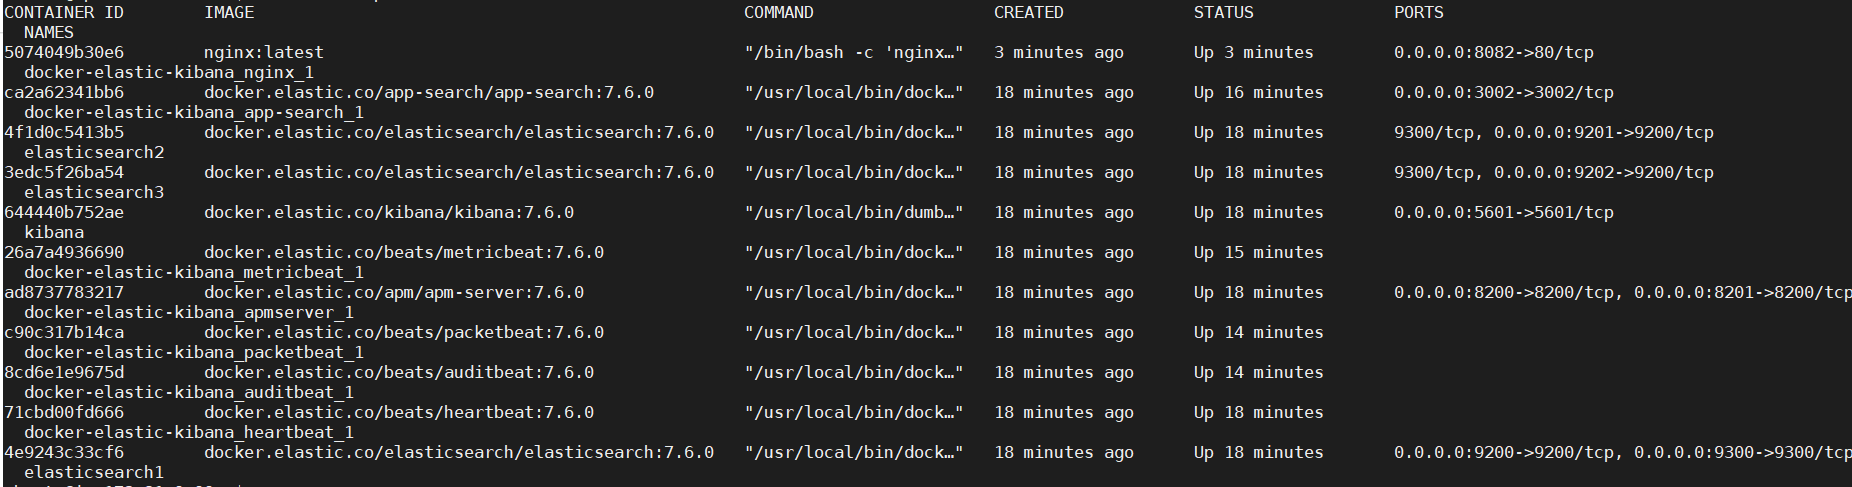 CONTAINER ID        IMAGE                                                 COMMAND                  CREATED             STATUS              PORTS
  NAMES
5074049b30e6        nginx:latest                                          "/bin/bash -c 'nginx…"   3 minutes ago       Up 3 minutes        0.0.0.0:8082->80/tcp
  docker-elastic-kibana_nginx_1
ca2a62341bb6        docker.elastic.co/app-search/app-search:7.6.0         "/usr/local/bin/dock…"   18 minutes ago      Up 16 minutes       0.0.0.0:3002->3002/tcp
  docker-elastic-kibana_app-search_1
4f1d0c5413b5        docker.elastic.co/elasticsearch/elasticsearch:7.6.0   "/usr/local/bin/dock…"   18 minutes ago      Up 18 minutes       9300/tcp, 0.0.0.0:9201->9200/tcp
  elasticsearch2
3edc5f26ba54        docker.elastic.co/elasticsearch/elasticsearch:7.6.0   "/usr/local/bin/dock…"   18 minutes ago      Up 18 minutes       9300/tcp, 0.0.0.0:9202->9200/tcp
  elasticsearch3
644440b752ae        docker.elastic.co/kibana/kibana:7.6.0                 "/usr/local/bin/dumb…"   18 minutes ago      Up 18 minutes       0.0.0.0:5601->5601/tcp
  kibana
26a7a4936690        docker.elastic.co/beats/metricbeat:7.6.0              "/usr/local/bin/dock…"   18 minutes ago      Up 15 minutes
  docker-elastic-kibana_metricbeat_1
ad8737783217        docker.elastic.co/apm/apm-server:7.6.0                "/usr/local/bin/dock…"   18 minutes ago      Up 18 minutes       0.0.0.0:8200->8200/tcp, 0.0.0.0:8201->8200/tcp
  docker-elastic-kibana_apmserver_1
c90c317b14ca        docker.elastic.co/beats/packetbeat:7.6.0              "/usr/local/bin/dock…"   18 minutes ago      Up 14 minutes
  docker-elastic-kibana_packetbeat_1
8cd6e1e9675d        docker.elastic.co/beats/auditbeat:7.6.0               "/usr/local/bin/dock…"   18 minutes ago      Up 14 minutes
  docker-elastic-kibana_auditbeat_1
71cbd00fd666        docker.elastic.co/beats/heartbeat:7.6.0               "/usr/local/bin/dock…"   18 minutes ago      Up 18 minutes
  docker-elastic-kibana_heartbeat_1
4e9243c33cf6        docker.elastic.co/elasticsearch/elasticsearch:7.6.0   "/usr/local/bin/dock…"   18 minutes ago      Up 18 minutes       0.0.0.0:9200->9200/tcp, 0.0.0.0:9300->9300/tcp
  elasticsearch1